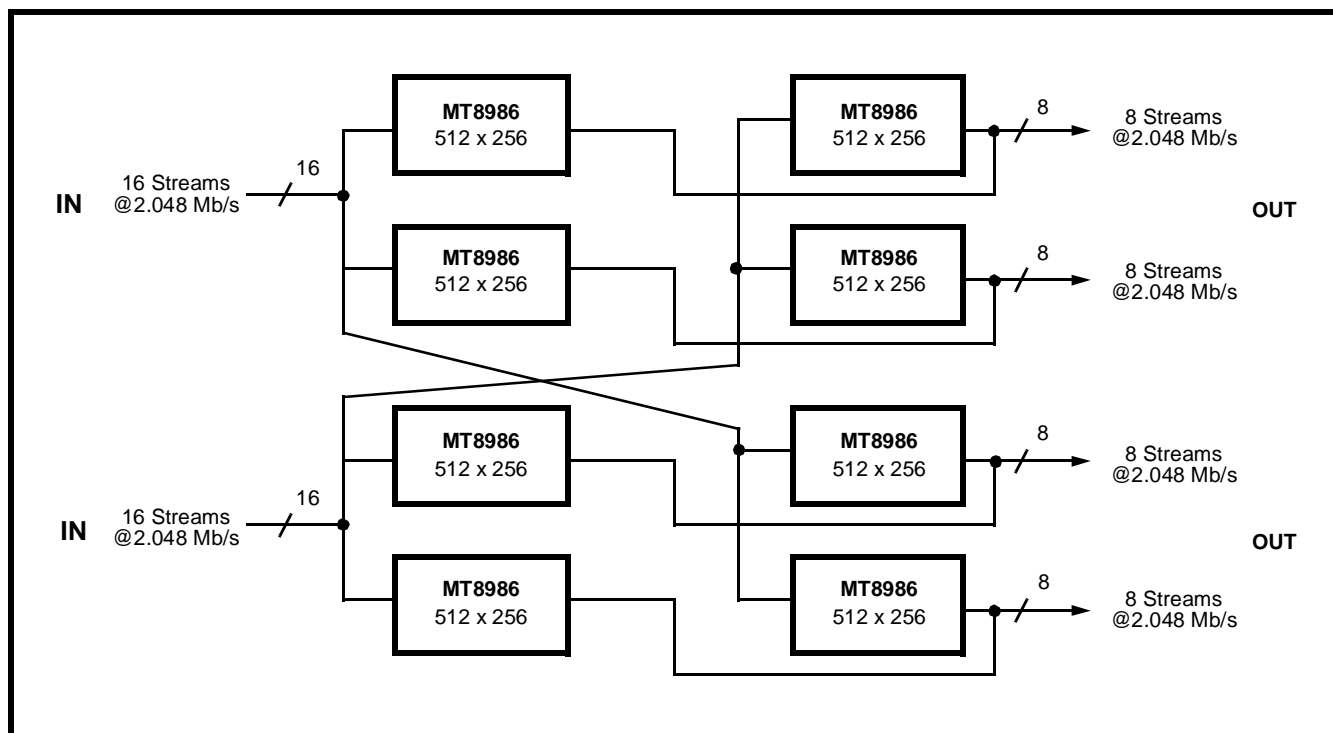 MT8986
512 x 256
MT8986
512 x 256
8
8 Streams
@2.048 Mb/s
IN
16 Streams
@2.048 Mb/s
16
OUT
MT8986
512 x 256
MT8986
512 x 256
8
8 Streams
@2.048 Mb/s
MT8986
512 x 256
MT8986
512 x 256
8
8 Streams
@2.048 Mb/s
IN
16 Streams
@2.048 Mb/s
16
OUT
MT8986
512 x 256
MT8986
512 x 256
8
8 Streams
@2.048 Mb/s